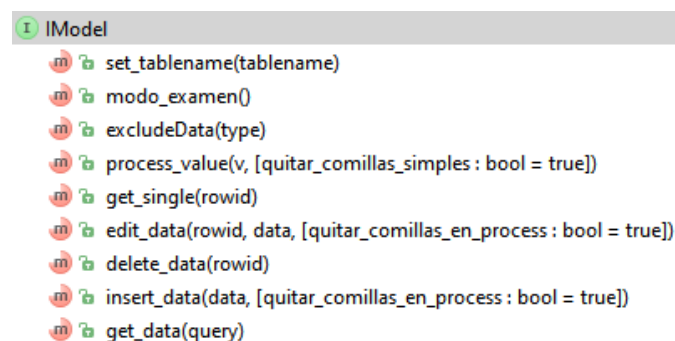 I IModel
m set_tablename(tablename)
m modo_examen()
m excludeData(type)
m process_value(v, [quitar_comillas_simples : bool = true])
m get_single(rowid)
m edit_data(rowid, data, [quitar_comillas_en_process : bool = true])
m delete_data(rowid)
m insert_data(data, [quitar_comillas_en_process : bool = true])
m get_data(query)